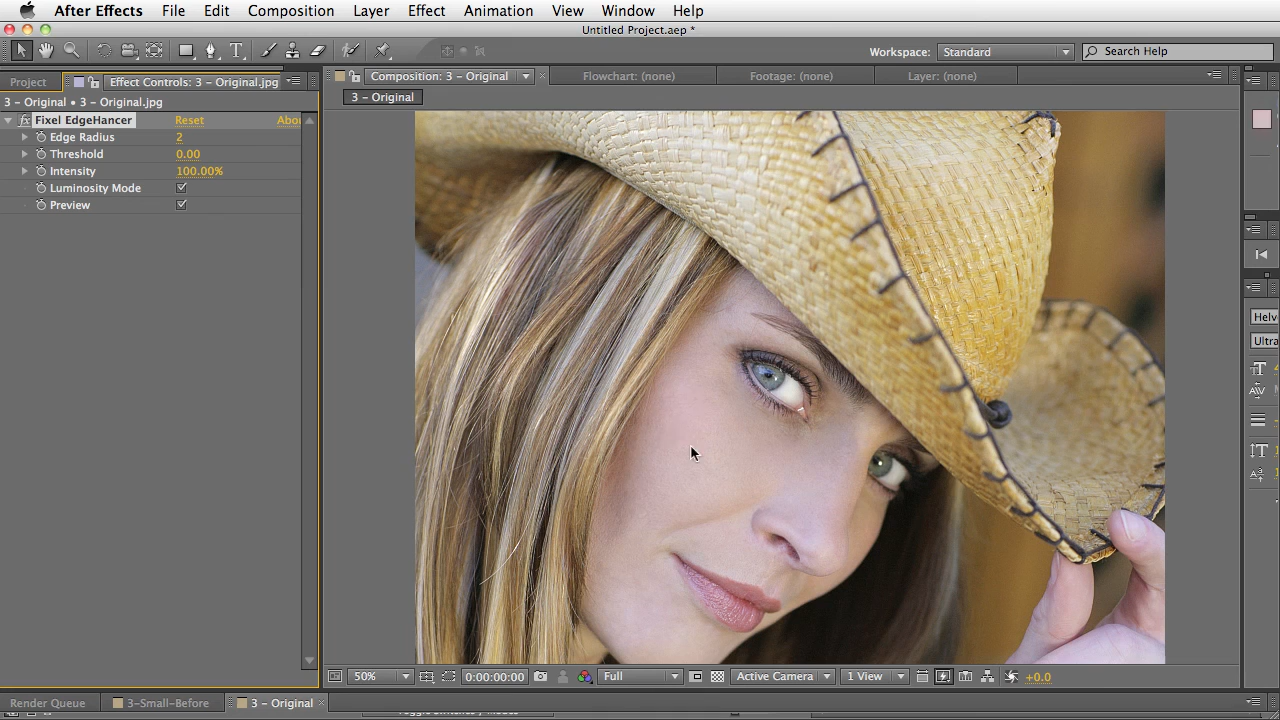 After Effects File Edit Composition Layer Effect Animation View Window Help
Untitled Project.aep *
Workspace: Standard Search Help
Project Effect Controls: 3 – Original.jpg Composition: 3 – Original Flowchart: (none) Footage: (none) Layer: (none)
3 – Original • 3 – Original.jpg
3 – Original
fx Fixel EdgeHancer Reset Abou
Edge Radius 2
Threshold 0.00
Intensity 100.00%
Luminosity Mode
Preview
Helv
Ultra
50% 0:00:00:00 Full Active Camera 1 View +0.0
Render Queue 3-Small-Before 3 – Original